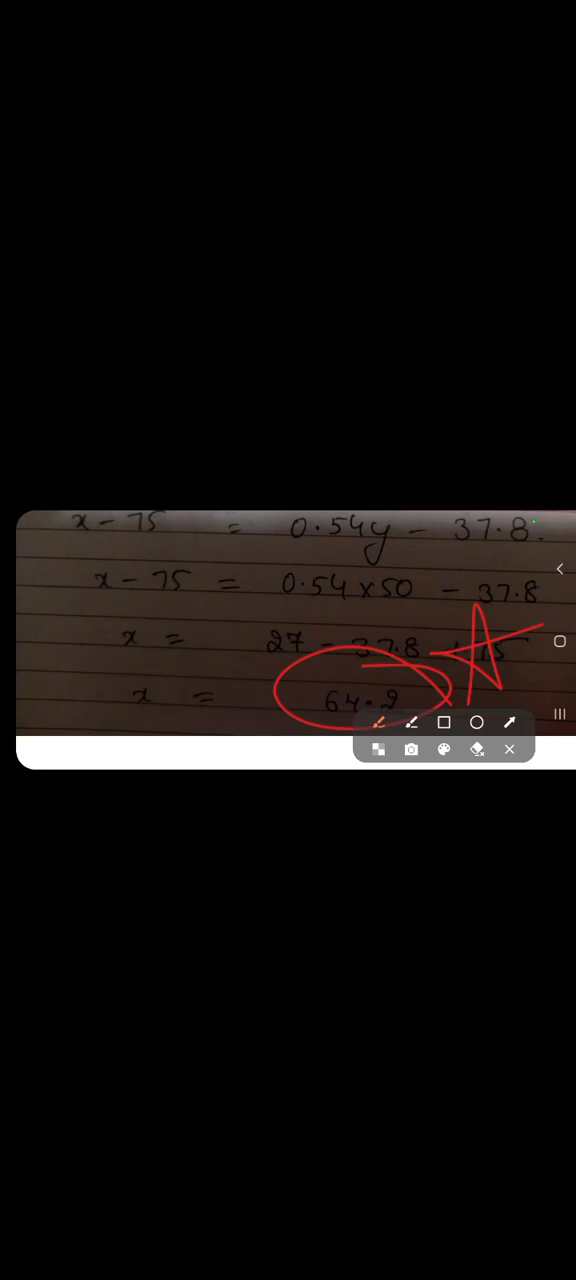 x - 75 = 0.54y - 37.8.
x - 75 = 0.54 x 50 - 37.8
x = 27 - 37.8 + 75
x = 64.2